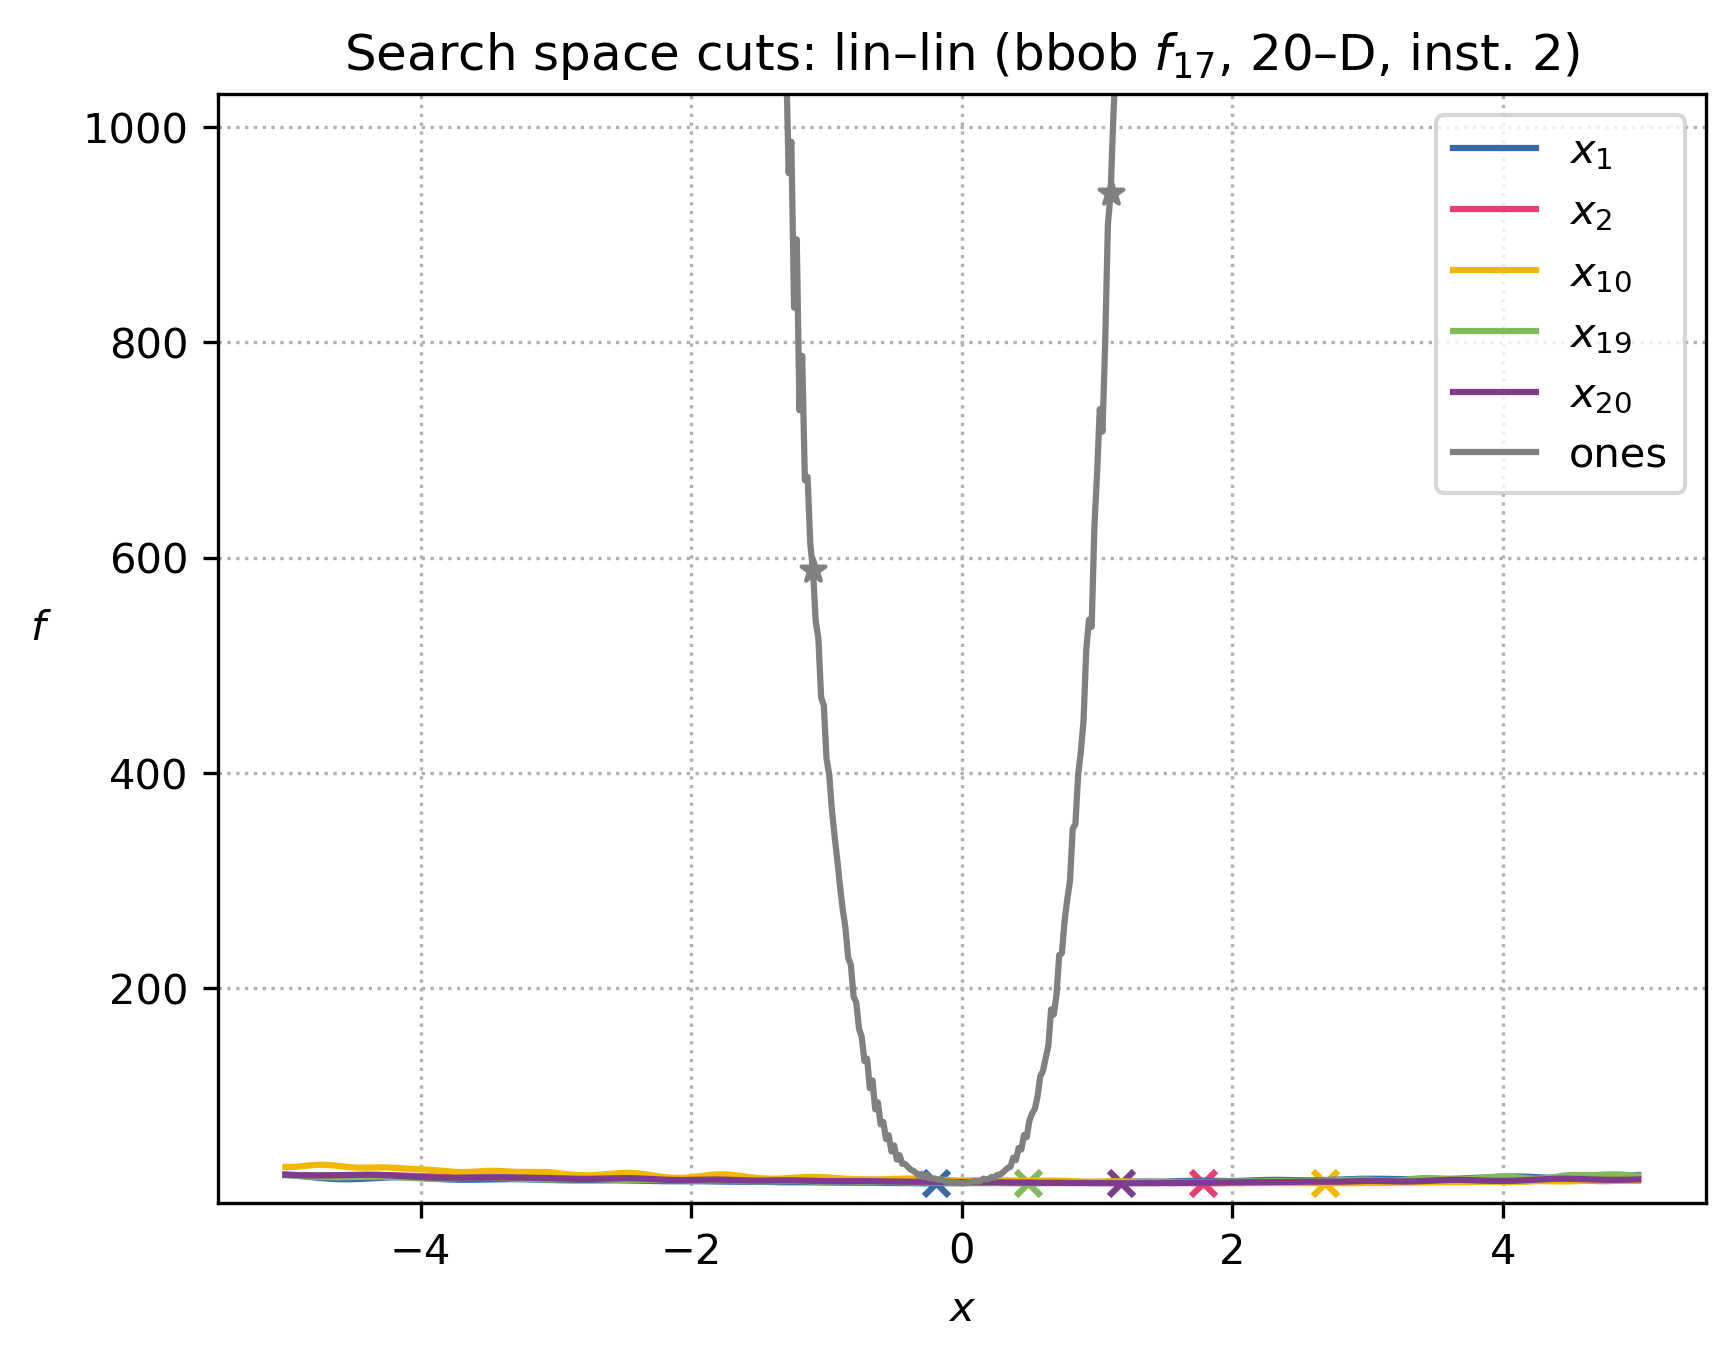 Search space cuts: lin–lin (bbob f₁₇, 20–D, inst. 2)
1000
800
600
400
200
f
−4
−2
0
2
4
x
x₁
x₂
x₁₀
x₁₉
x₂₀
ones